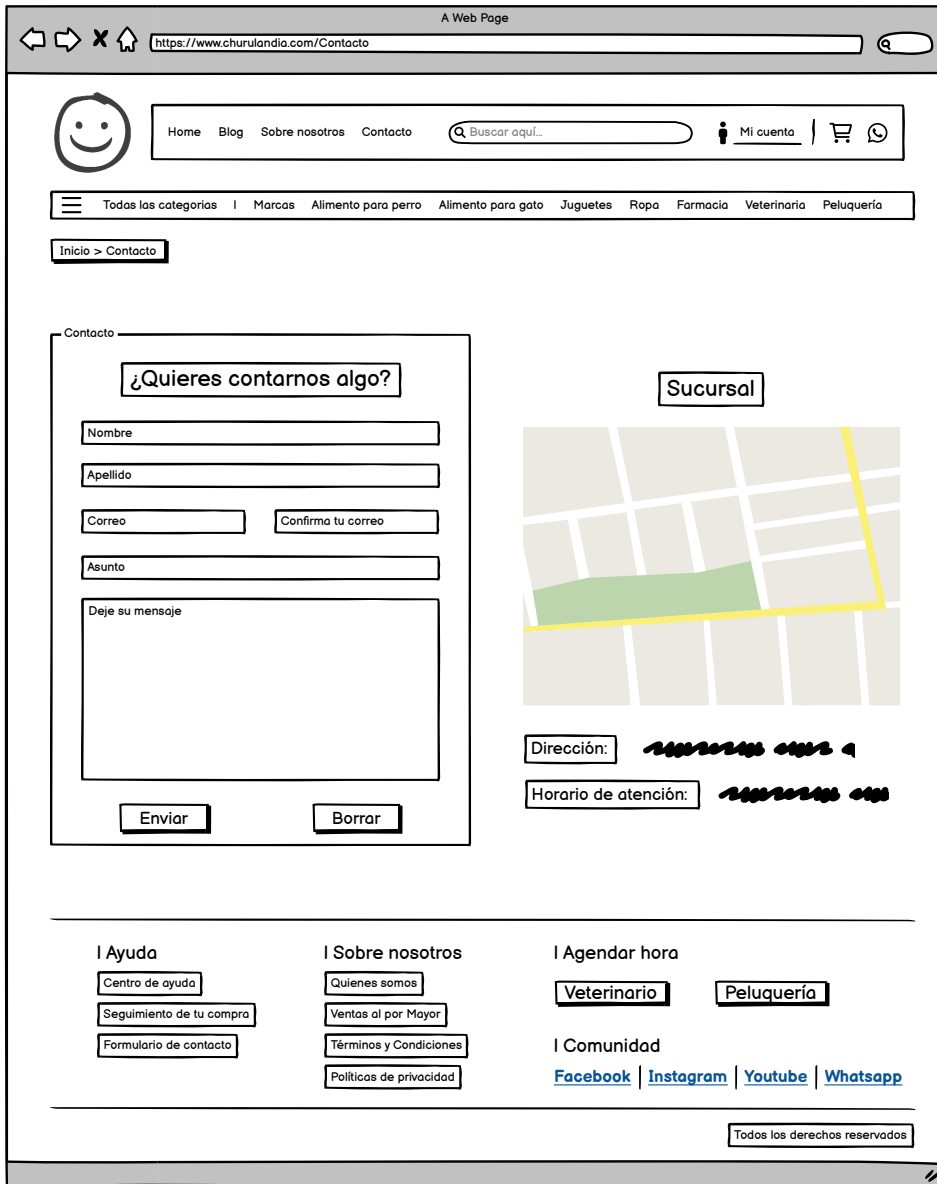 A Web Page
https://www.churulandia.com/Contacto
Home Blog Sobre nosotros Contacto Buscar aquí... Mi cuenta
Todas las categorias | Marcas Alimento para perro Alimento para gato Juguetes Ropa Farmacia Veterinaria Peluquería
Inicio > Contacto
Contacto
¿Quieres contarnos algo?
Nombre
Apellido
Correo Confirma tu correo
Asunto
Deje su mensaje
Enviar Borrar
Sucursal
Dirección:
Horario de atención:
| Ayuda
Centro de ayuda
Seguimiento de tu compra
Formulario de contacto
| Sobre nosotros
Quienes somos
Ventas al por Mayor
Términos y Condiciones
Políticas de privacidad
| Agendar hora
Veterinario Peluquería
| Comunidad
Facebook | Instagram | Youtube | Whatsapp
Todos los derechos reservados